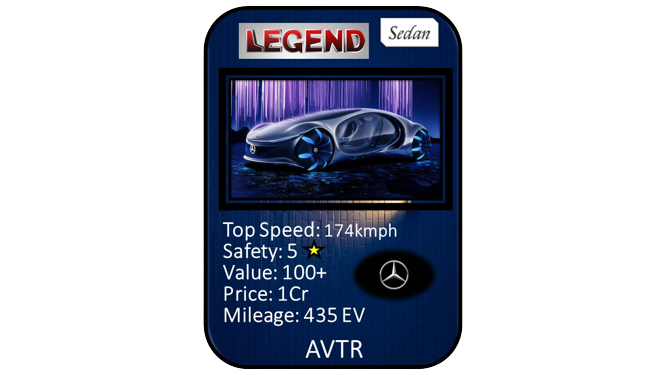 LEGEND
Sedan
Top Speed: 174kmph
Safety: 5
Value: 100+
Price: 1Cr
Mileage: 435 EV
AVTR